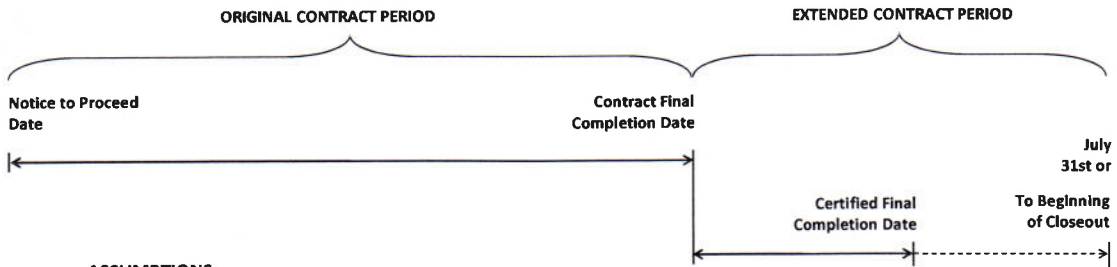 ORIGINAL CONTRACT PERIOD
EXTENDED CONTRACT PERIOD
Notice to Proceed
Date
Contract Final
Completion Date
July
31st or
Certified Final
Completion Date
To Beginning
of Closeout
ASSUMPTIONS